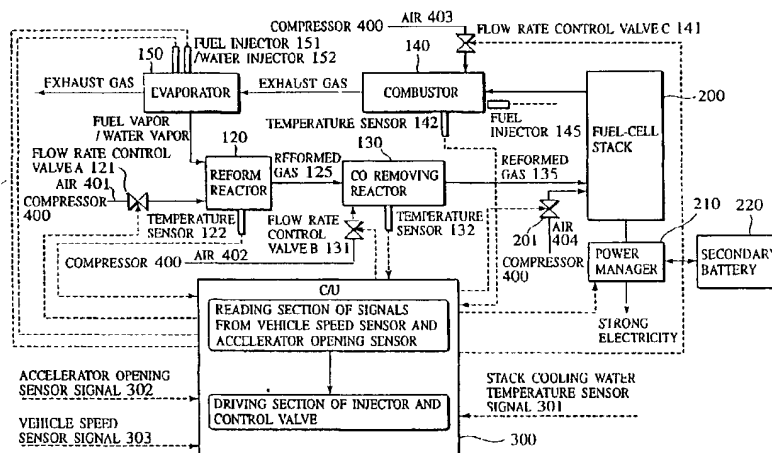 COMPRESSOR 400
AIR 403
FLOW RATE CONTROL VALVE C 141
FUEL INJECTOR 151
/WATER INJECTOR 152
150
140
EXHAUST GAS
EVAPORATOR
EXHAUST GAS
COMBUSTOR
200
FUEL VAPOR
/WATER VAPOR
TEMPERATURE
SENSOR 142
FUEL
INJECTOR 145
FUEL-CELL
STACK
FLOW RATE CONTROL
VALVE A 121
120
130
AIR 401
COMPRESSOR
400
REFORM
REACTOR
REFORMED
GAS 125
CO REMOVING
REACTOR
REFORMED
GAS 135
TEMPERATURE
SENSOR 122
FLOW RATE
CONTROL
VALVE B 131
TEMPERATURE
SENSOR 132
201
AIR
404
210
220
AIR 402
COMPRESSOR 400
COMPRESSOR
400
POWER
MANAGER
SECONDARY
BATTERY
C/U
READING SECTION OF SIGNALS
FROM VEHICLE SPEED SENSOR AND
ACCELERATOR OPENING SENSOR
STRONG
ELECTRICITY
ACCELERATOR OPENING
SENSOR SIGNAL 302
STACK COOLING WATER
TEMPERATURE SENSOR
SIGNAL 301
DRIVING SECTION OF INJECTOR AND
CONTROL VALVE
VEHICLE SPEED
SENSOR SIGNAL 303
300